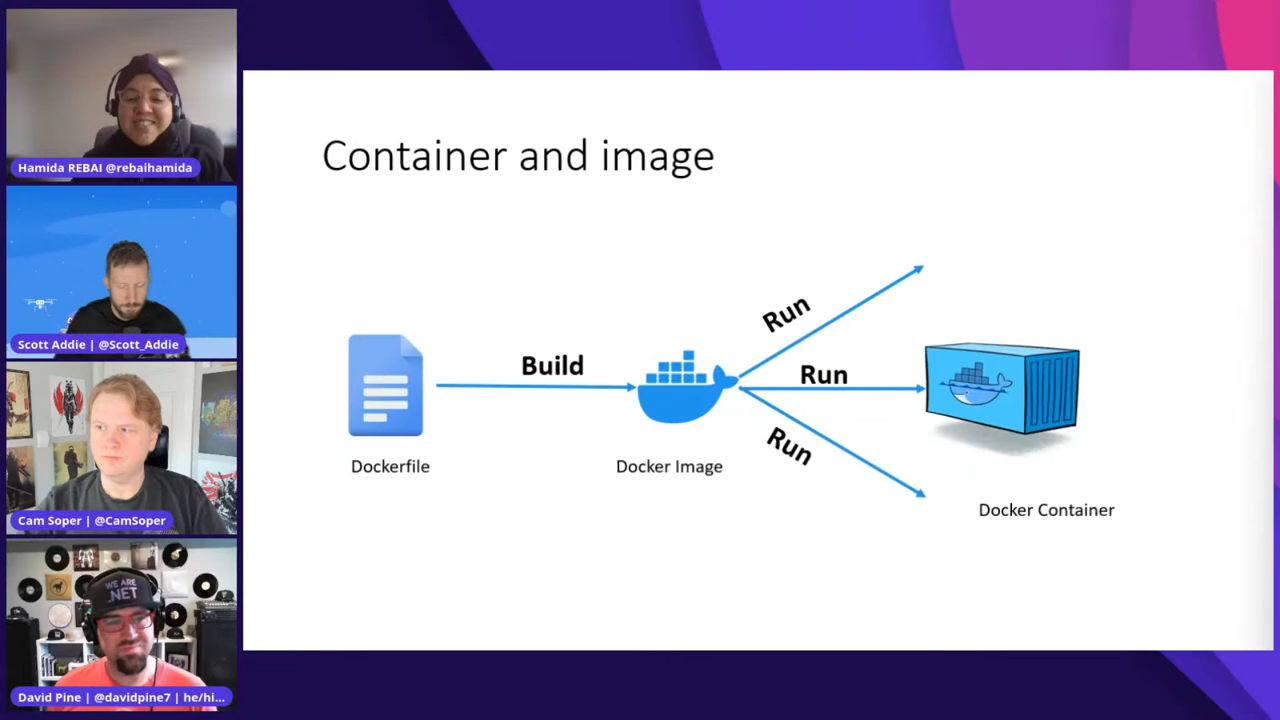 Hamida REBAI @rebaihamida
Scott Addie | @Scott_Addie
Cam Soper | @CamSoper
WE ARE
.NET
David Pine | @davidpine7 | he/hi...
Container and image
Build
Run
Run
Run
Dockerfile
Docker Image
Docker Container